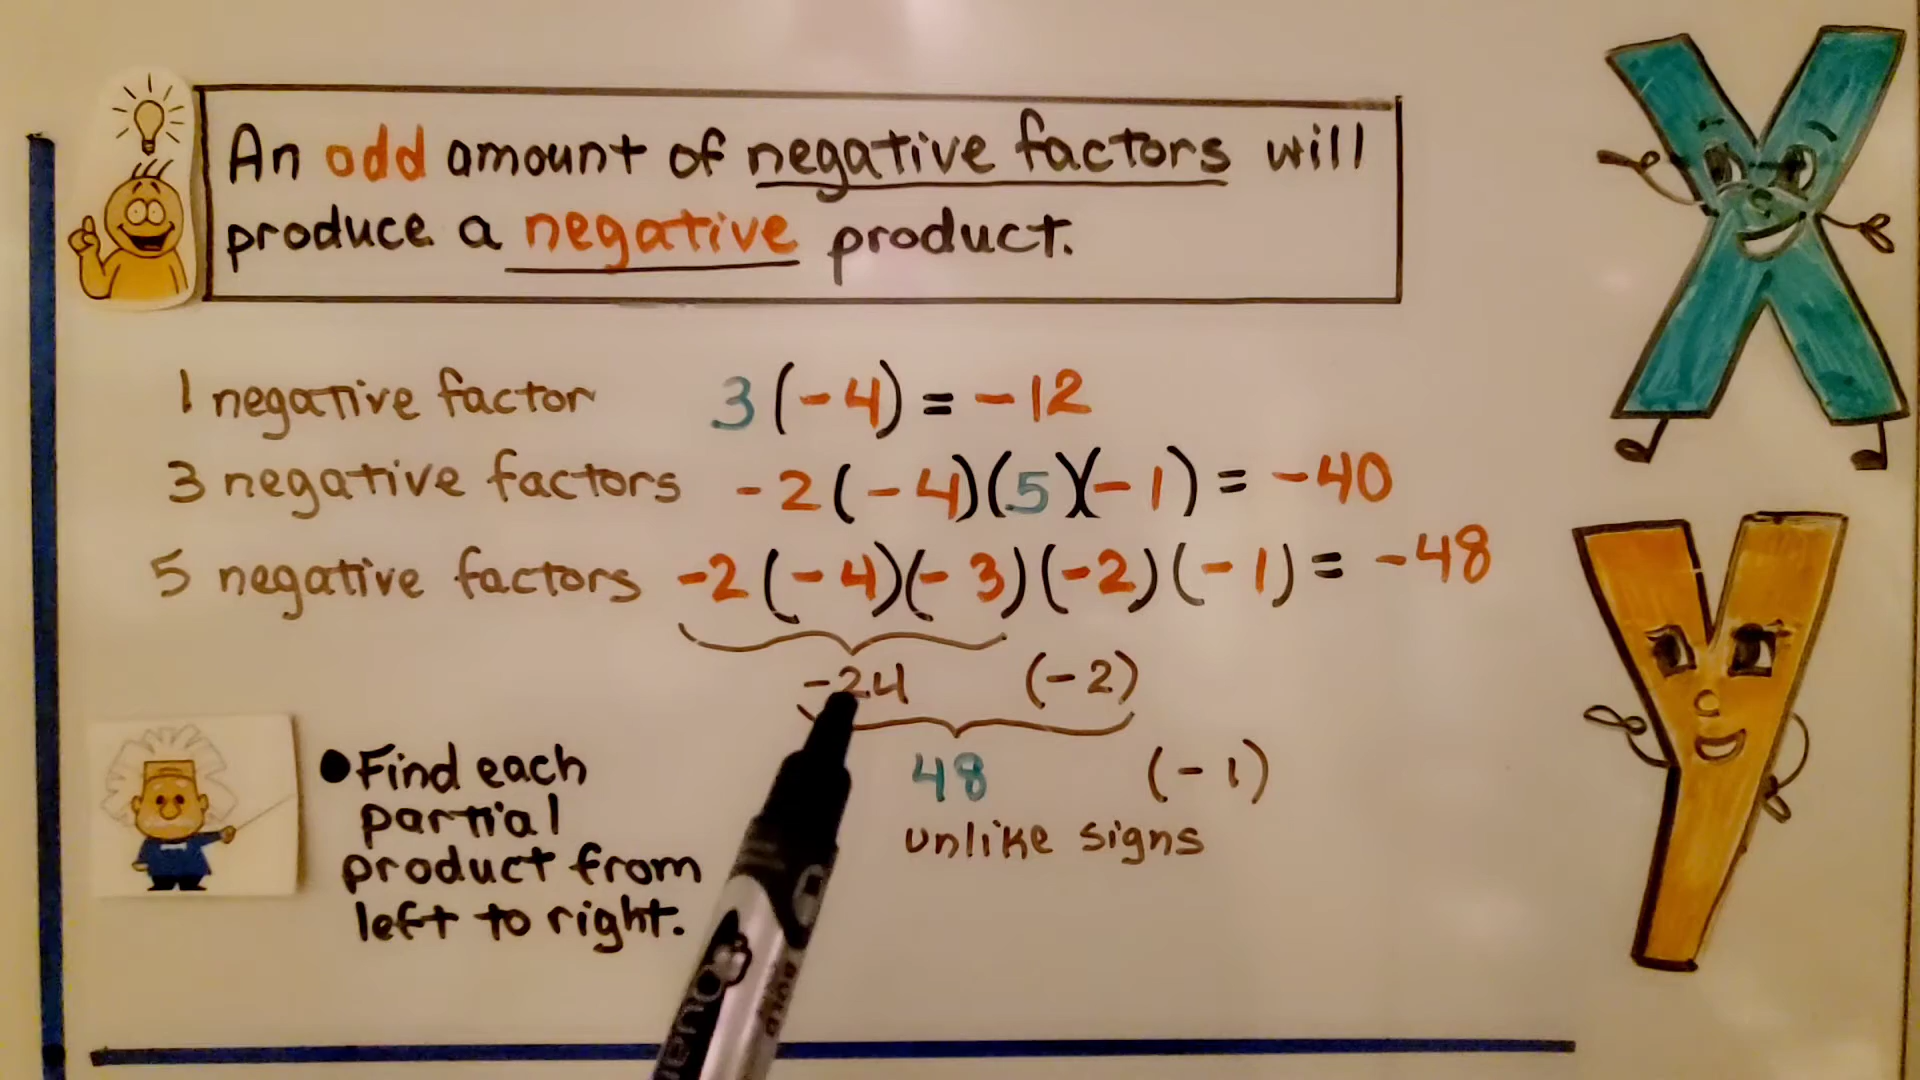 An odd amount of negative factors will
produce a negative product.
1 negative factor 3(-4) = -12
3 negative factors -2(-4)(5)(-1) = -40
5 negative factors -2(-4)(-3)(-2)(-1) = -48
-24 (-2)
48 (-1)
unlike signs
●Find each
partial
product from
left to right.
X
Y